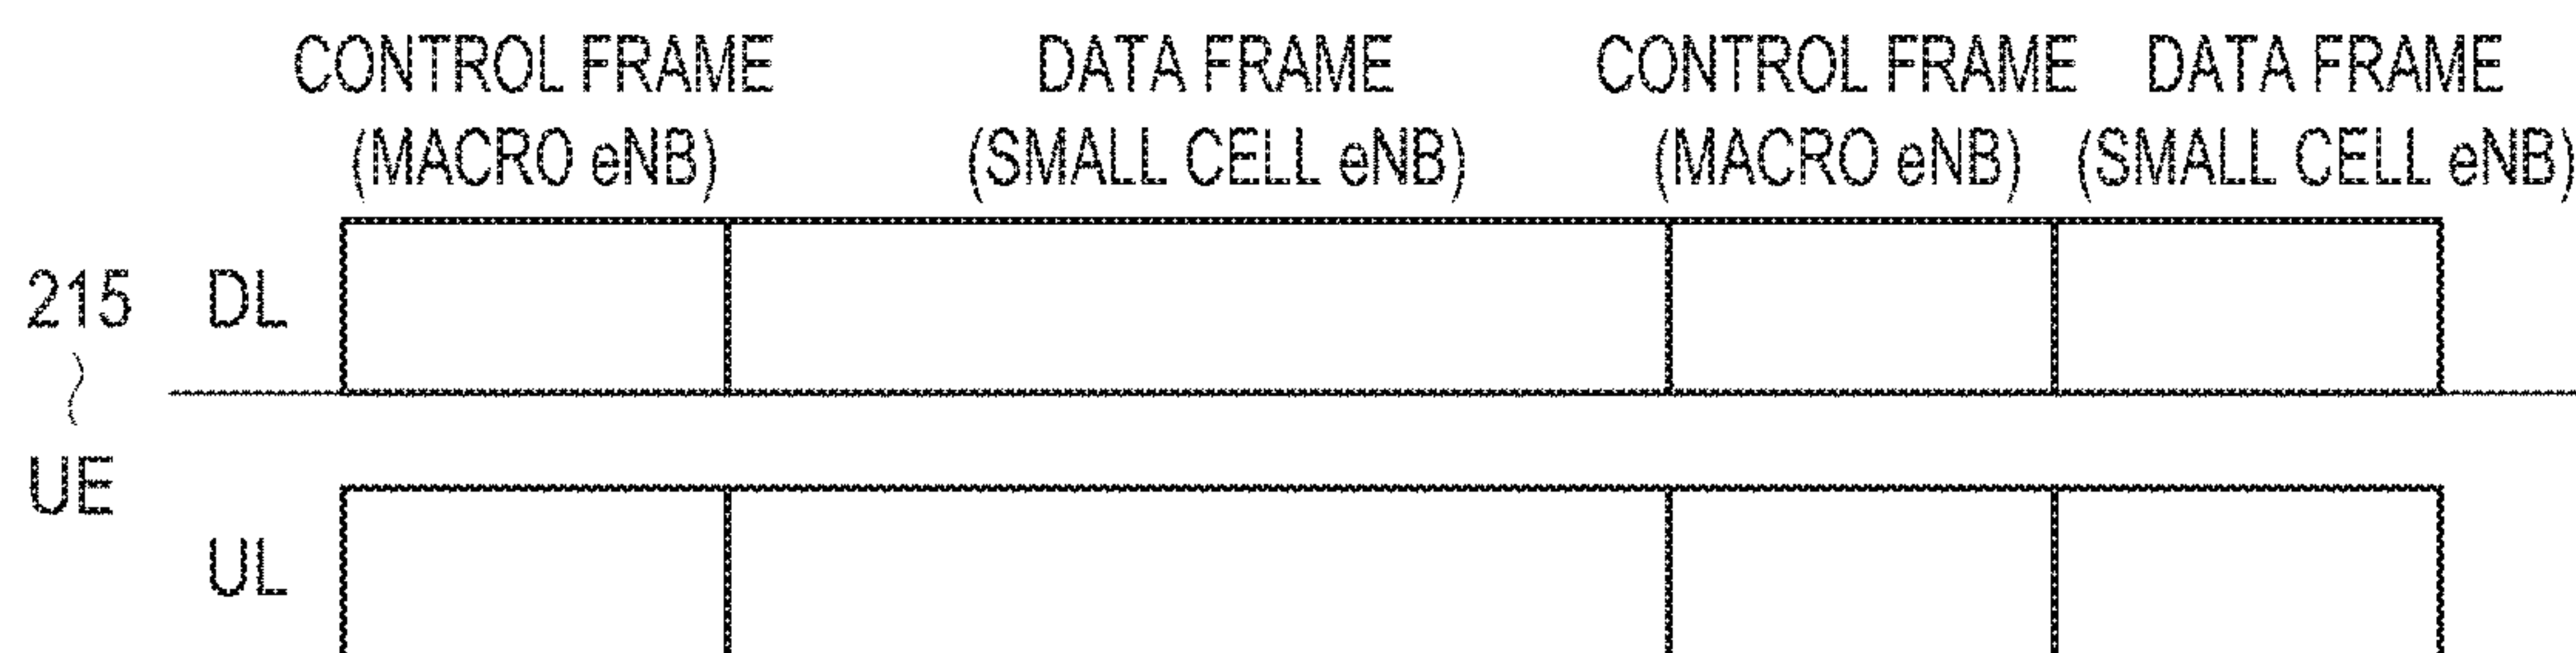 CONTROL FRAME DATA FRAME CONTROL FRAME DATA FRAME
(MACRO eNB) (SMALL CELL eNB) (MACRO eNB) (SMALL CELL eNB)
215 DL
UE
UL